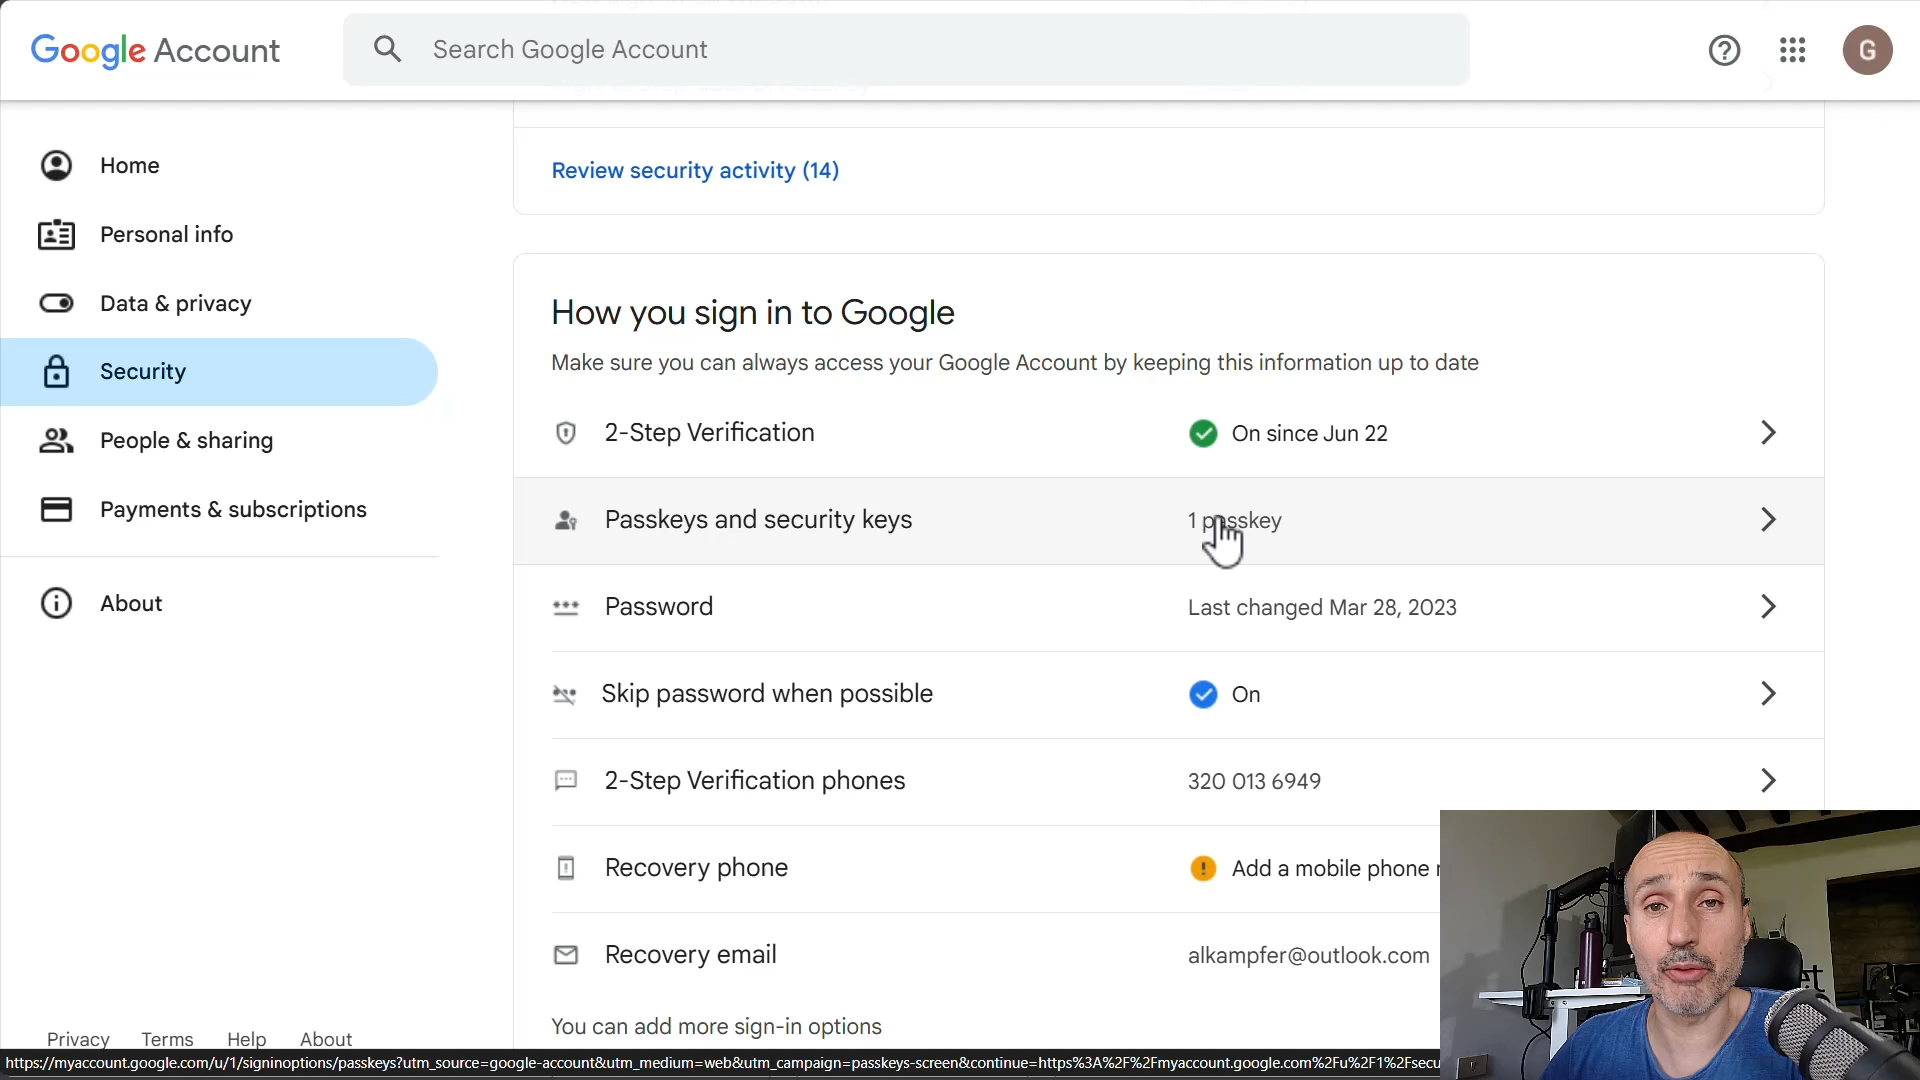 Google Account
Search Google Account
G
Home
Personal info
Data & privacy
Security
People & sharing
Payments & subscriptions
About
Review security activity (14)
How you sign in to Google
Make sure you can always access your Google Account by keeping this information up to date
2-Step Verification
On since Jun 22
Passkeys and security keys
1 passkey
Password
Last changed Mar 28, 2023
Skip password when possible
On
2-Step Verification phones
320 013 6949
Recovery phone
Add a mobile phone
Recovery email
alkampfer@outlook.com
You can add more sign-in options
Privacy Terms Help About
https://myaccount.google.com/u/1/signinoptions/passkeys?utm_source=google-account&utm_medium=web&utm_campaign=passkeys-screen&continue=https%3A%2F%2Fmyaccount.google.com%2Fu%2F1%2Fsecu